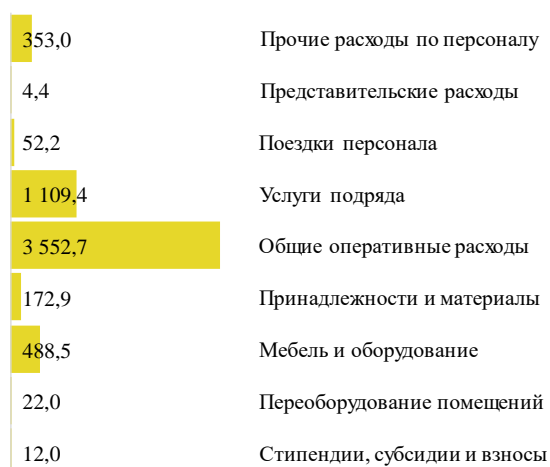 353,0 Прочие расходы по персоналу
4,4 Представительские расходы
52,2 Поездки персонала
1 109,4 Услуги подряда
3 552,7 Общие оперативные расходы
172,9 Принадлежности и материалы
488,5 Мебель и оборудование
22,0 Переоборудование помещений
12,0 Стипендии, субсидии и взносы